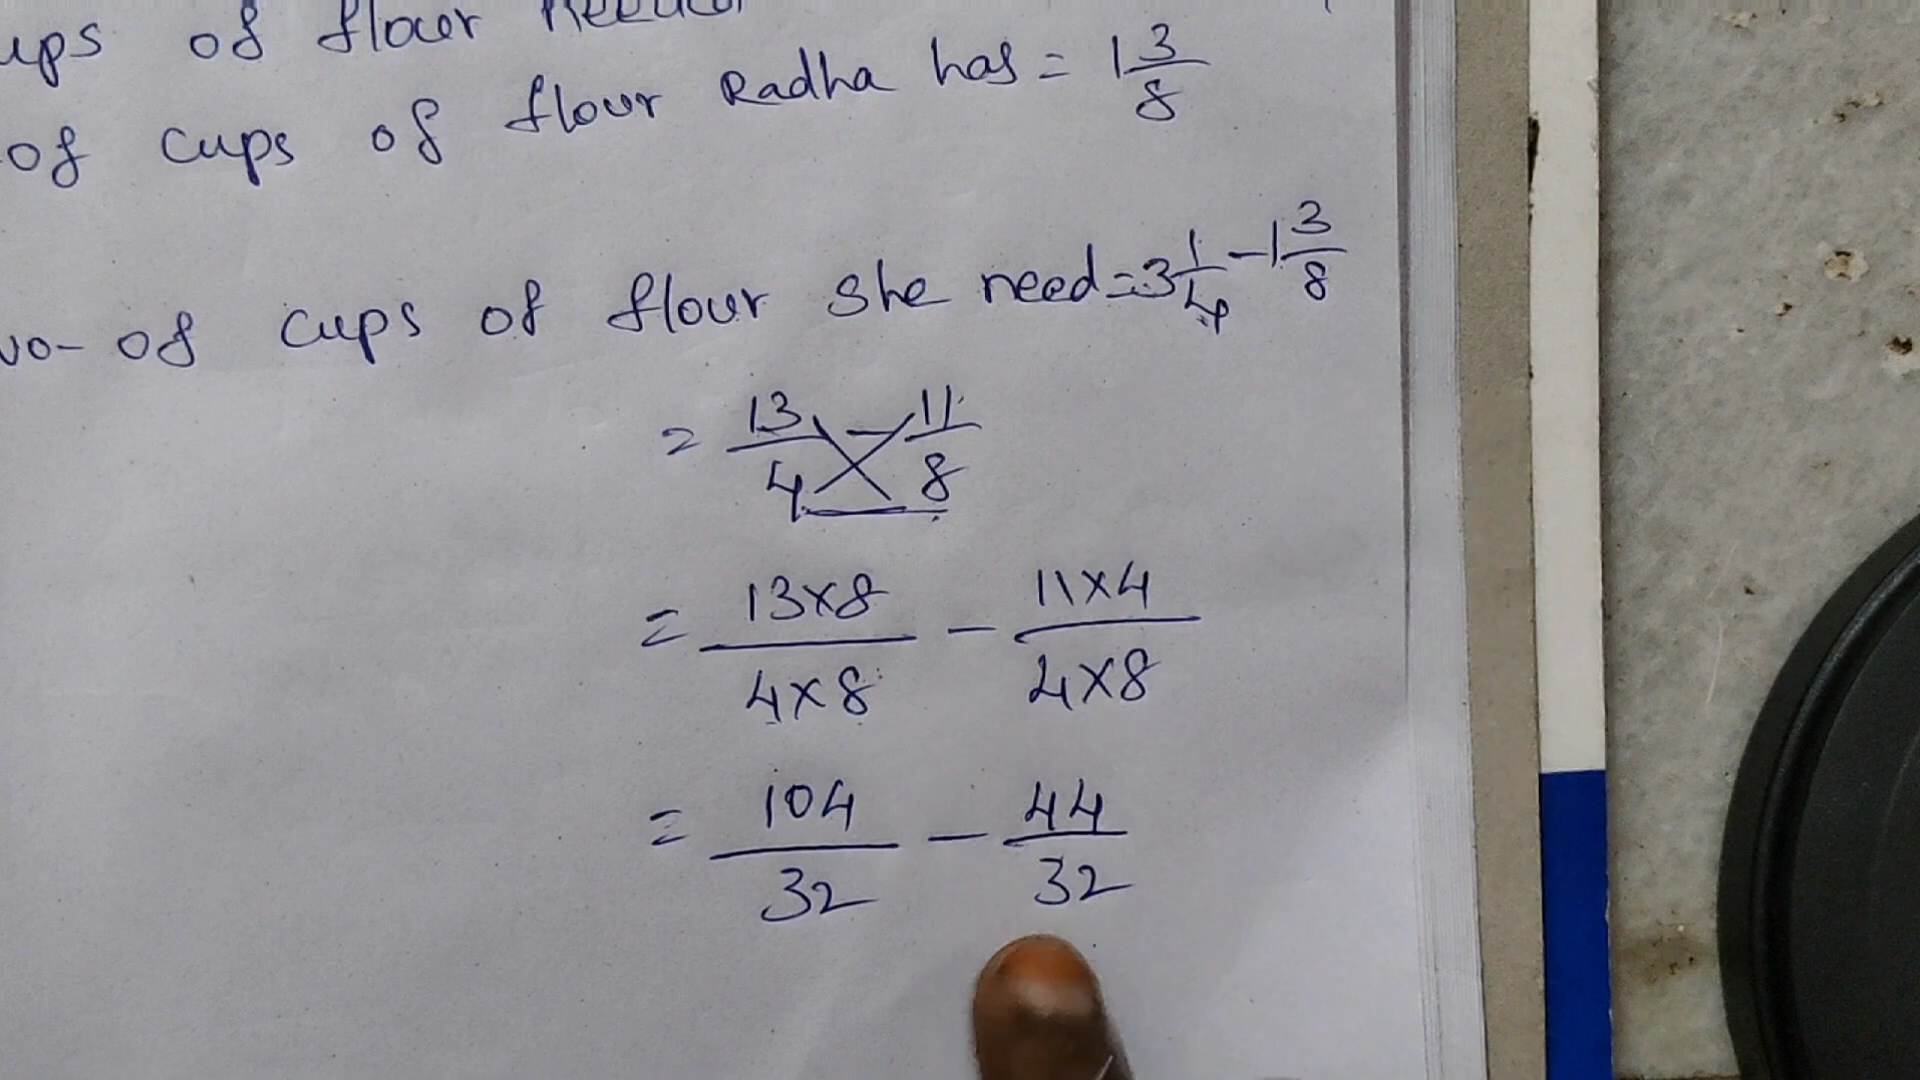 of flour
of cups of flour Radha has = 1 3/8
of cups of flour she need = 3 1/4 - 1 3/8
= 13/4 - 11/8
= 13×8/4×8 - 11×4/4×8
= 104/32 - 44/32